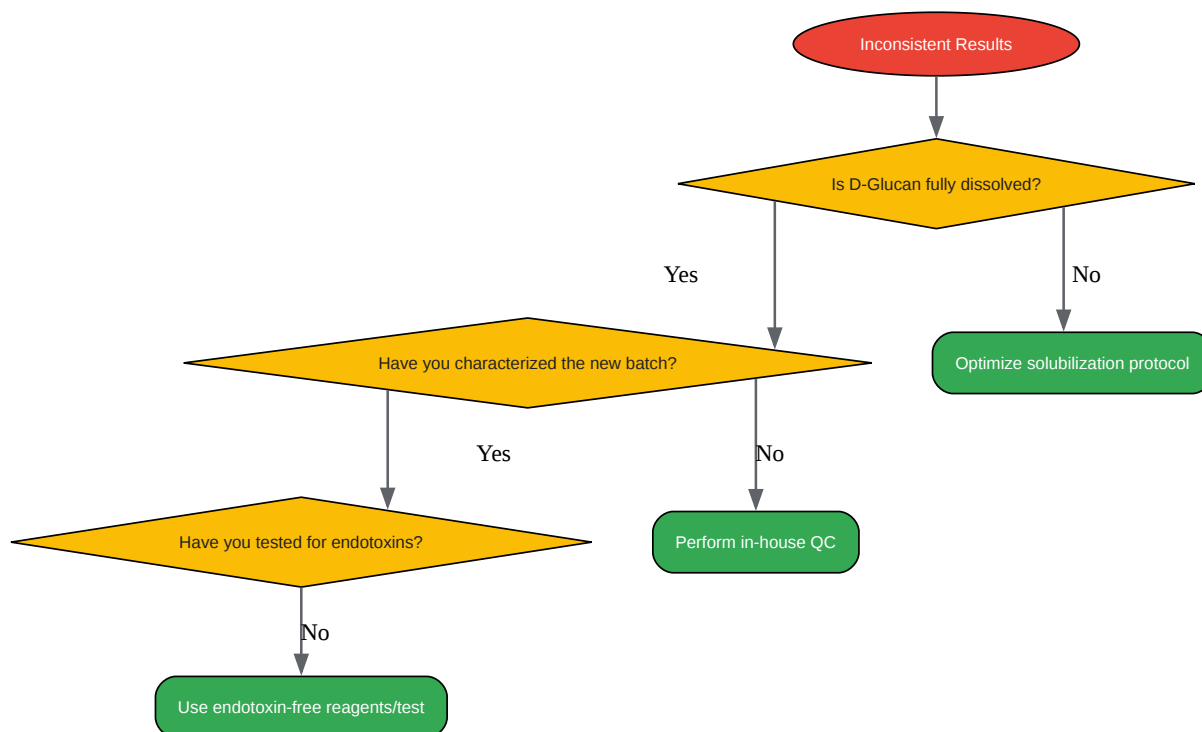 Inconsistent Results
Is D-Glucan fully dissolved?
Yes
No
Have you characterized the new batch?
Optimize solubilization protocol
Yes
No
Have you tested for endotoxins?
Perform in-house QC
No
Use endotoxin-free reagents/test